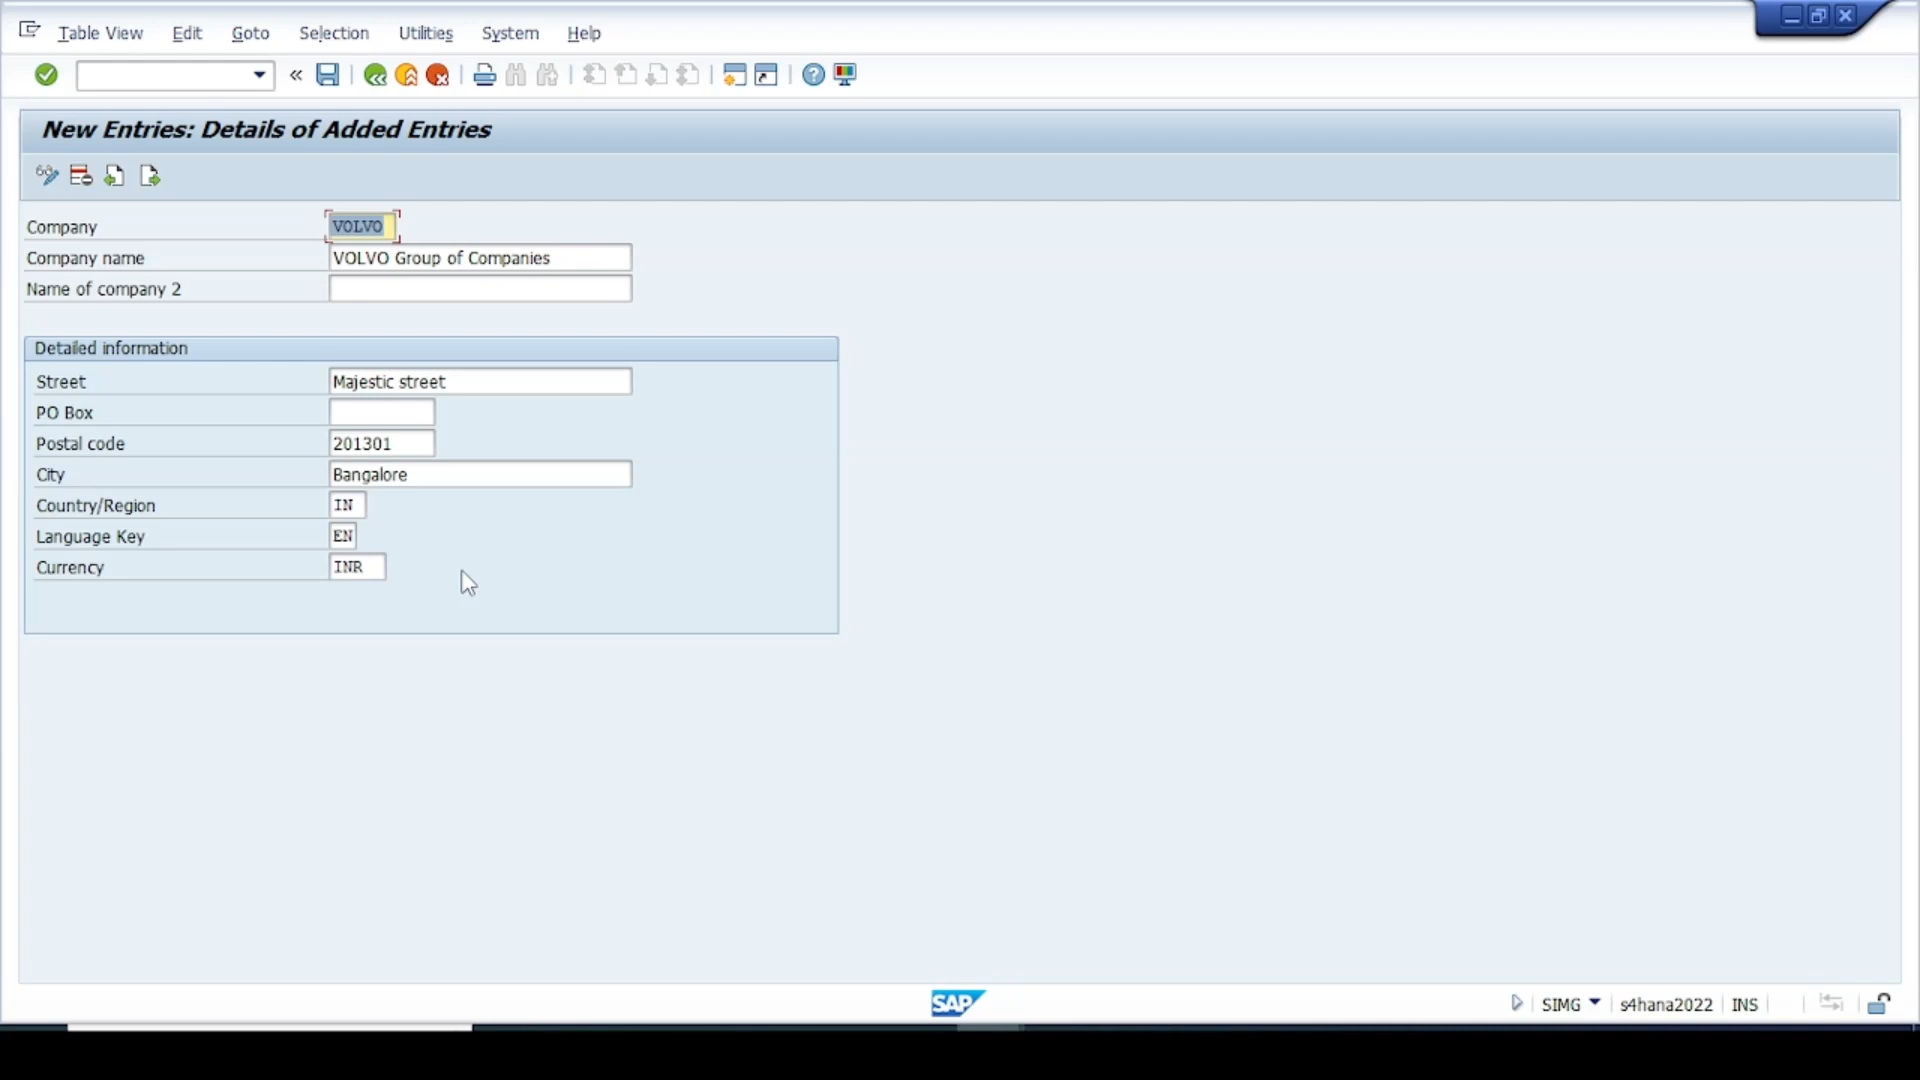 Table View Edit Goto Selection Utilities System Help
New Entries: Details of Added Entries
Company VOLVO
Company name VOLVO Group of Companies
Name of company 2
Detailed information
Street Majestic street
PO Box
Postal code 201301
City Bangalore
Country/Region IN
Language Key EN
Currency INR
SAP SIMG s4hana2022 INS